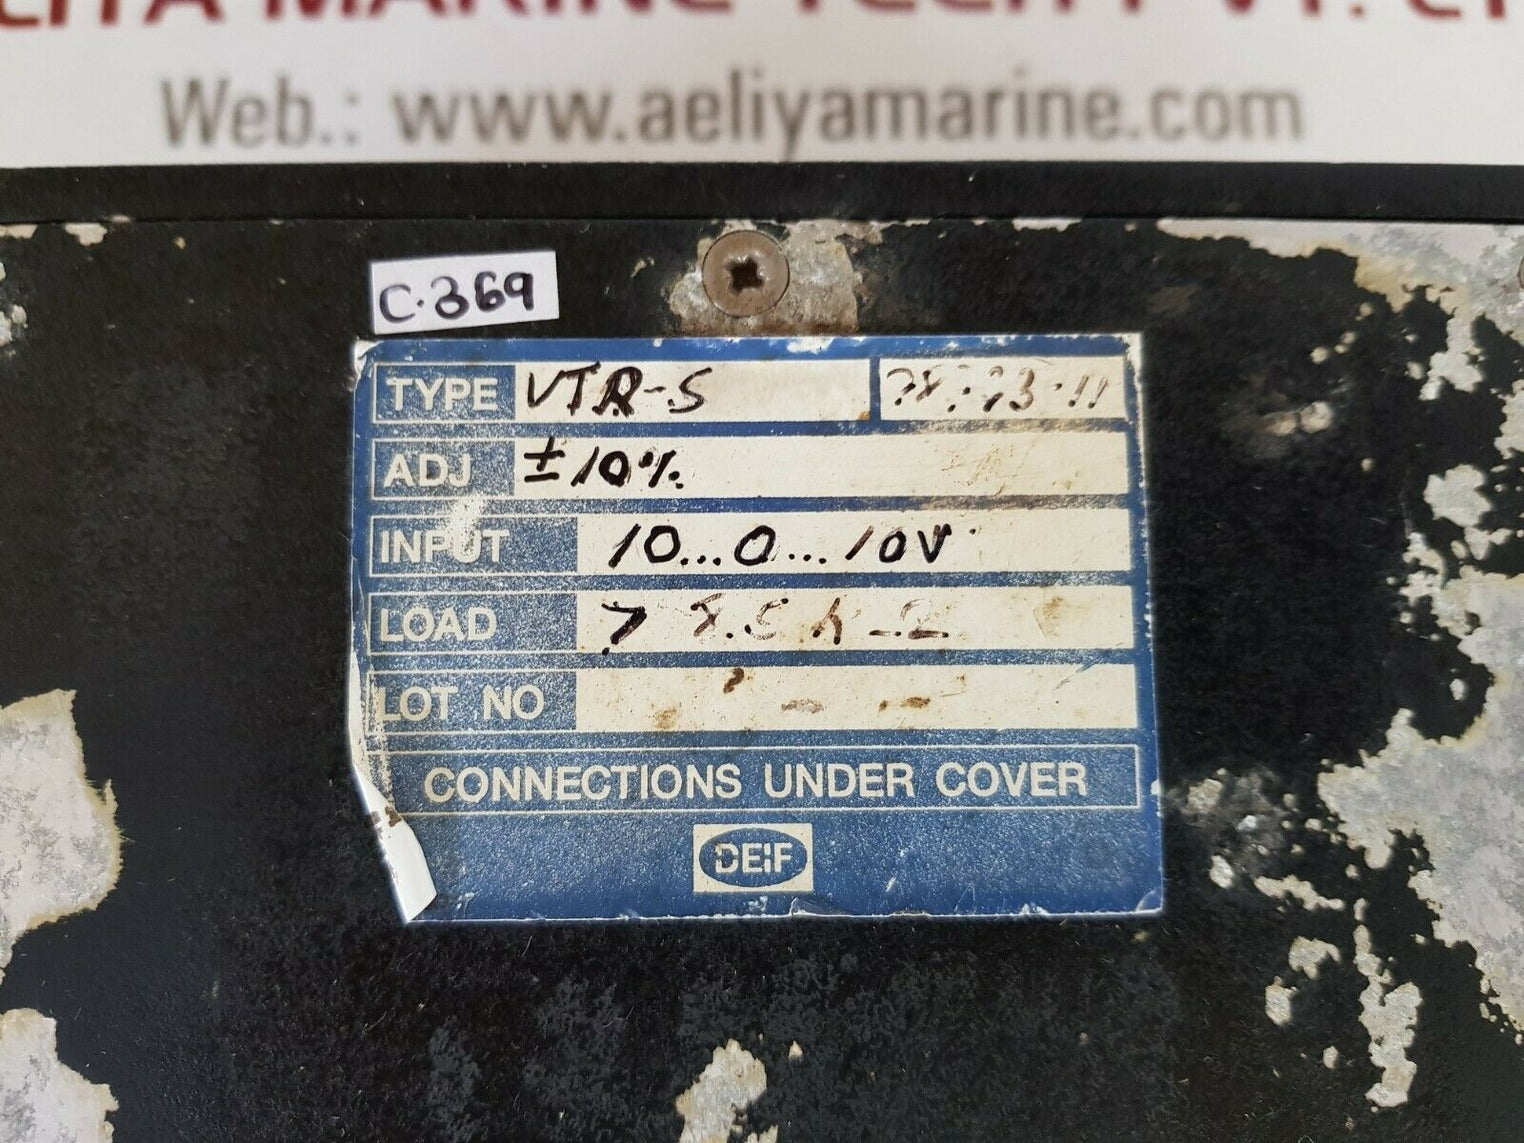 Web.: www.aeliyamarine.com
C-369
TYPE VTR-S
ADJ ±10%
INPUT 10...0...10V
LOAD >
LOT NO
CONNECTIONS UNDER COVER
DEIF